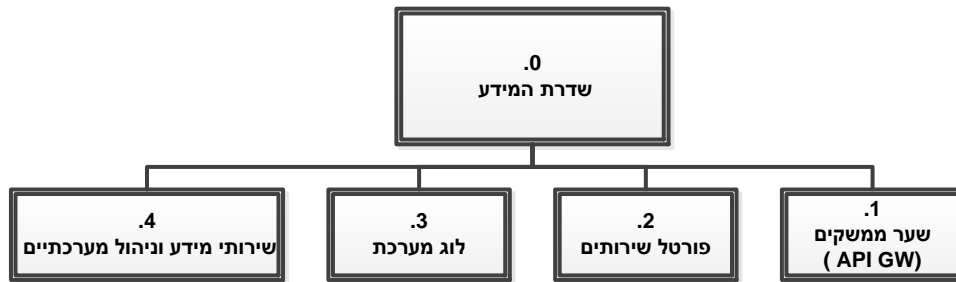 .0
שדרת המידע
.1
שער ממשקים
( API GW)
.2
פורטל שירותים
.3
לוג מערכת
.4
שירותי מידע וניהול מערכתיים